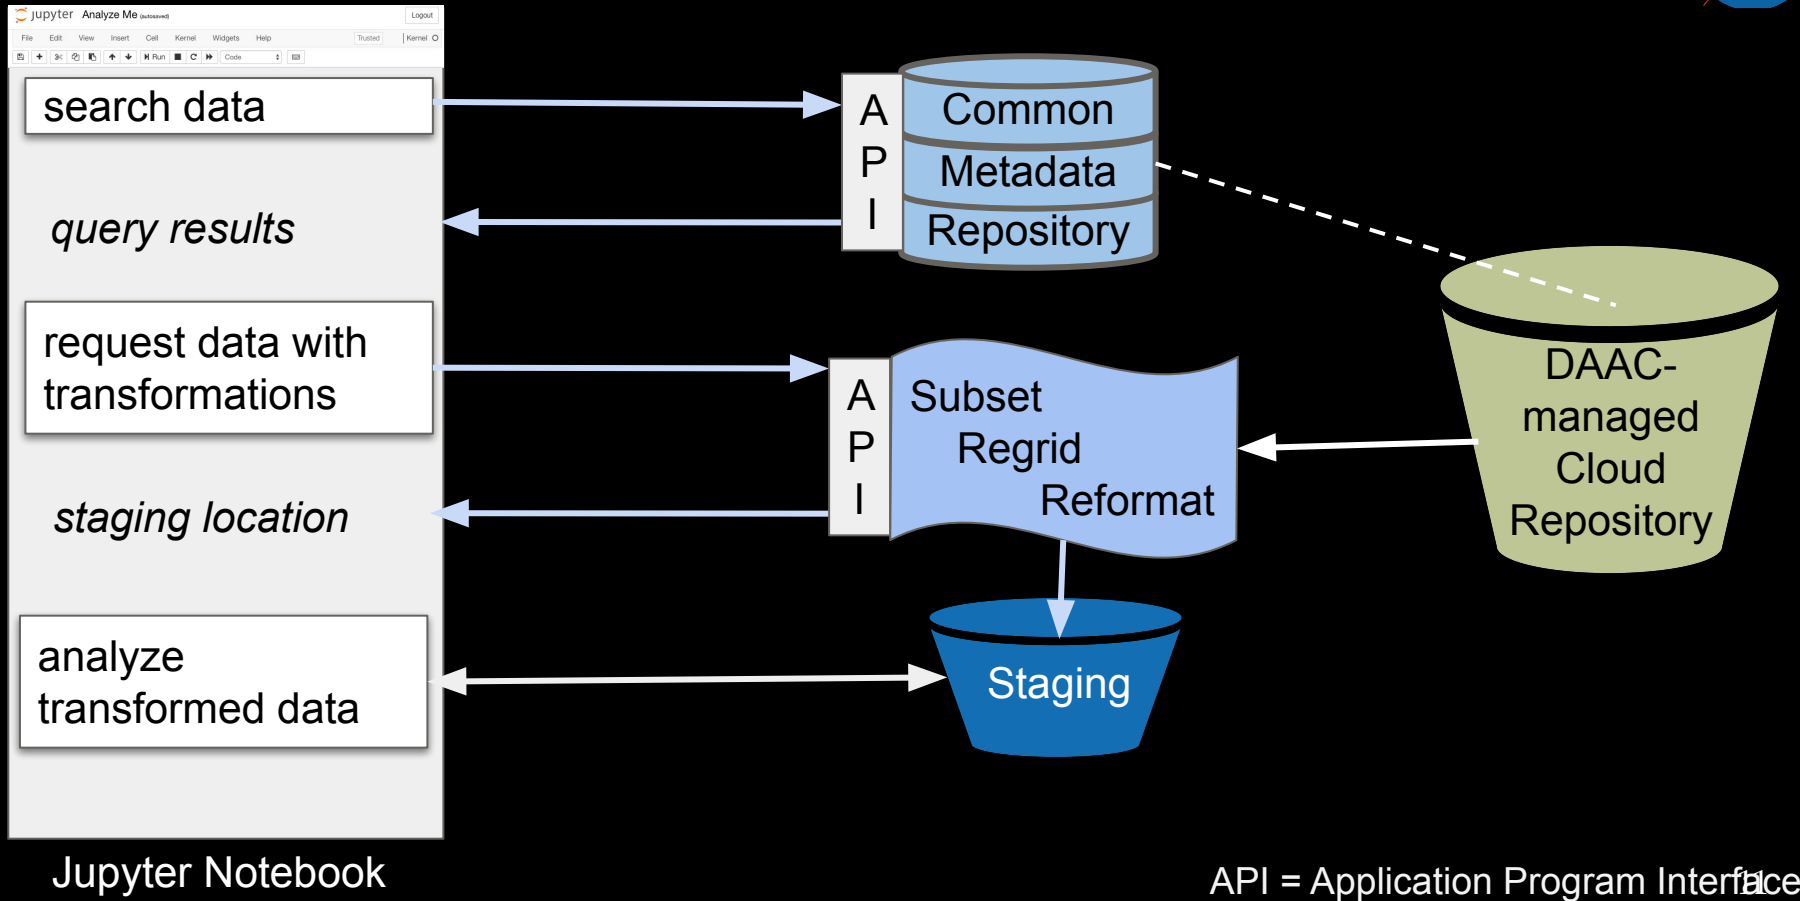 jupyter Analyze Me (autosaved) Logout
File Edit View Insert Cell Kernel Widgets Help Trusted Kernel
Run Code
search data
query results
request data with
transformations
staging location
analyze
transformed data
Jupyter Notebook
A
P
I
Common
Metadata
Repository
A
P
I
Subset
Regrid
Reformat
Staging
DAAC-
managed
Cloud
Repository
API = Application Program Interface
11